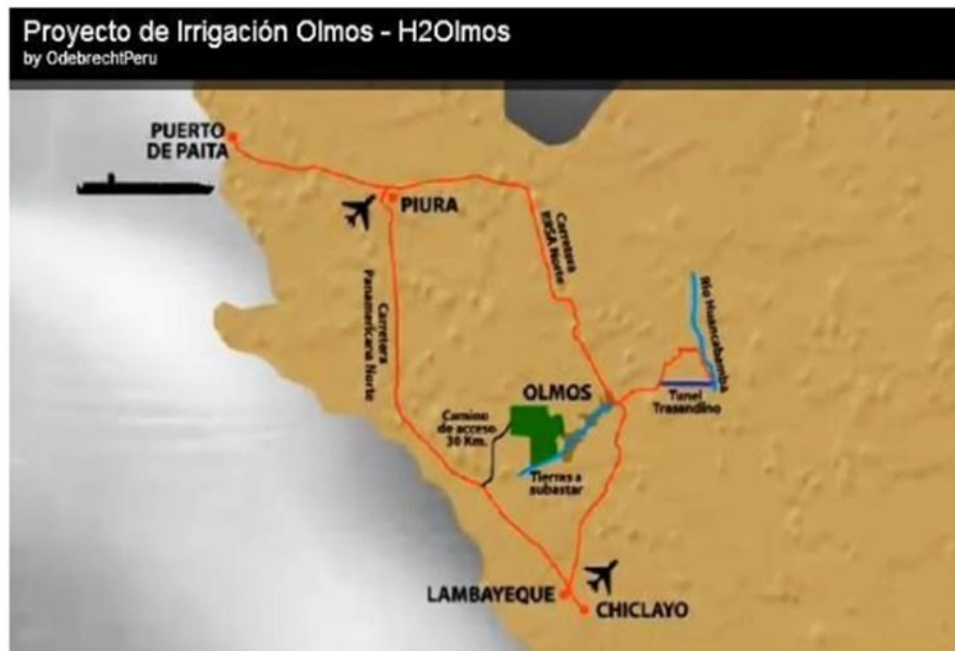 Proyecto de Irrigación Olmos - H2Olmos
by OdebrechtPeru
PUERTO
DE PAITA
PIURA
Carretera
IIRSA Norte
Carretera
Panamericana Norte
Río Huancabamba
OLMOS
Tunel
Trasandino
Camino
de acceso
30 Km.
Tierras a
subastar
LAMBAYEQUE
CHICLAYO